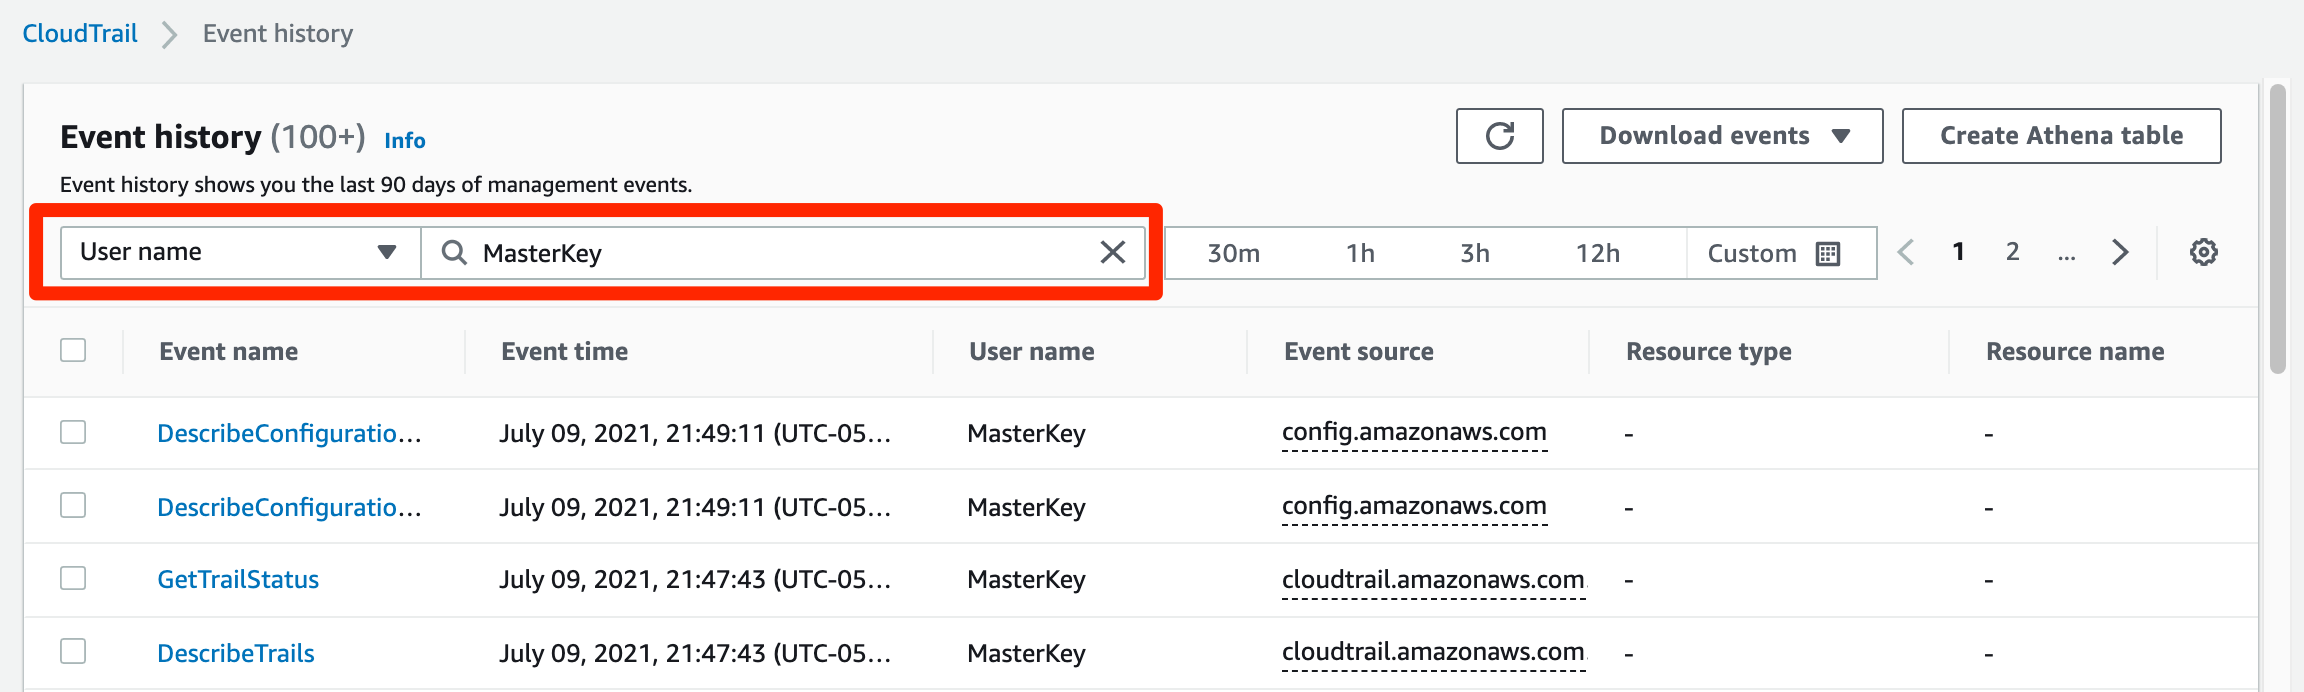 CloudTrail > Event history
Event history (100+) Info
Download events
Create Athena table
Event history shows you the last 90 days of management events.
User name
MasterKey
30m 1h 3h 12h Custom
1 2 ...
Event name Event time User name Event source Resource type Resource name
DescribeConfiguratio... July 09, 2021, 21:49:11 (UTC-05... MasterKey config.amazonaws.com - -
DescribeConfiguratio... July 09, 2021, 21:49:11 (UTC-05... MasterKey config.amazonaws.com - -
GetTrailStatus July 09, 2021, 21:47:43 (UTC-05... MasterKey cloudtrail.amazonaws.com - -
DescribeTrails July 09, 2021, 21:47:43 (UTC-05... MasterKey cloudtrail.amazonaws.com - -